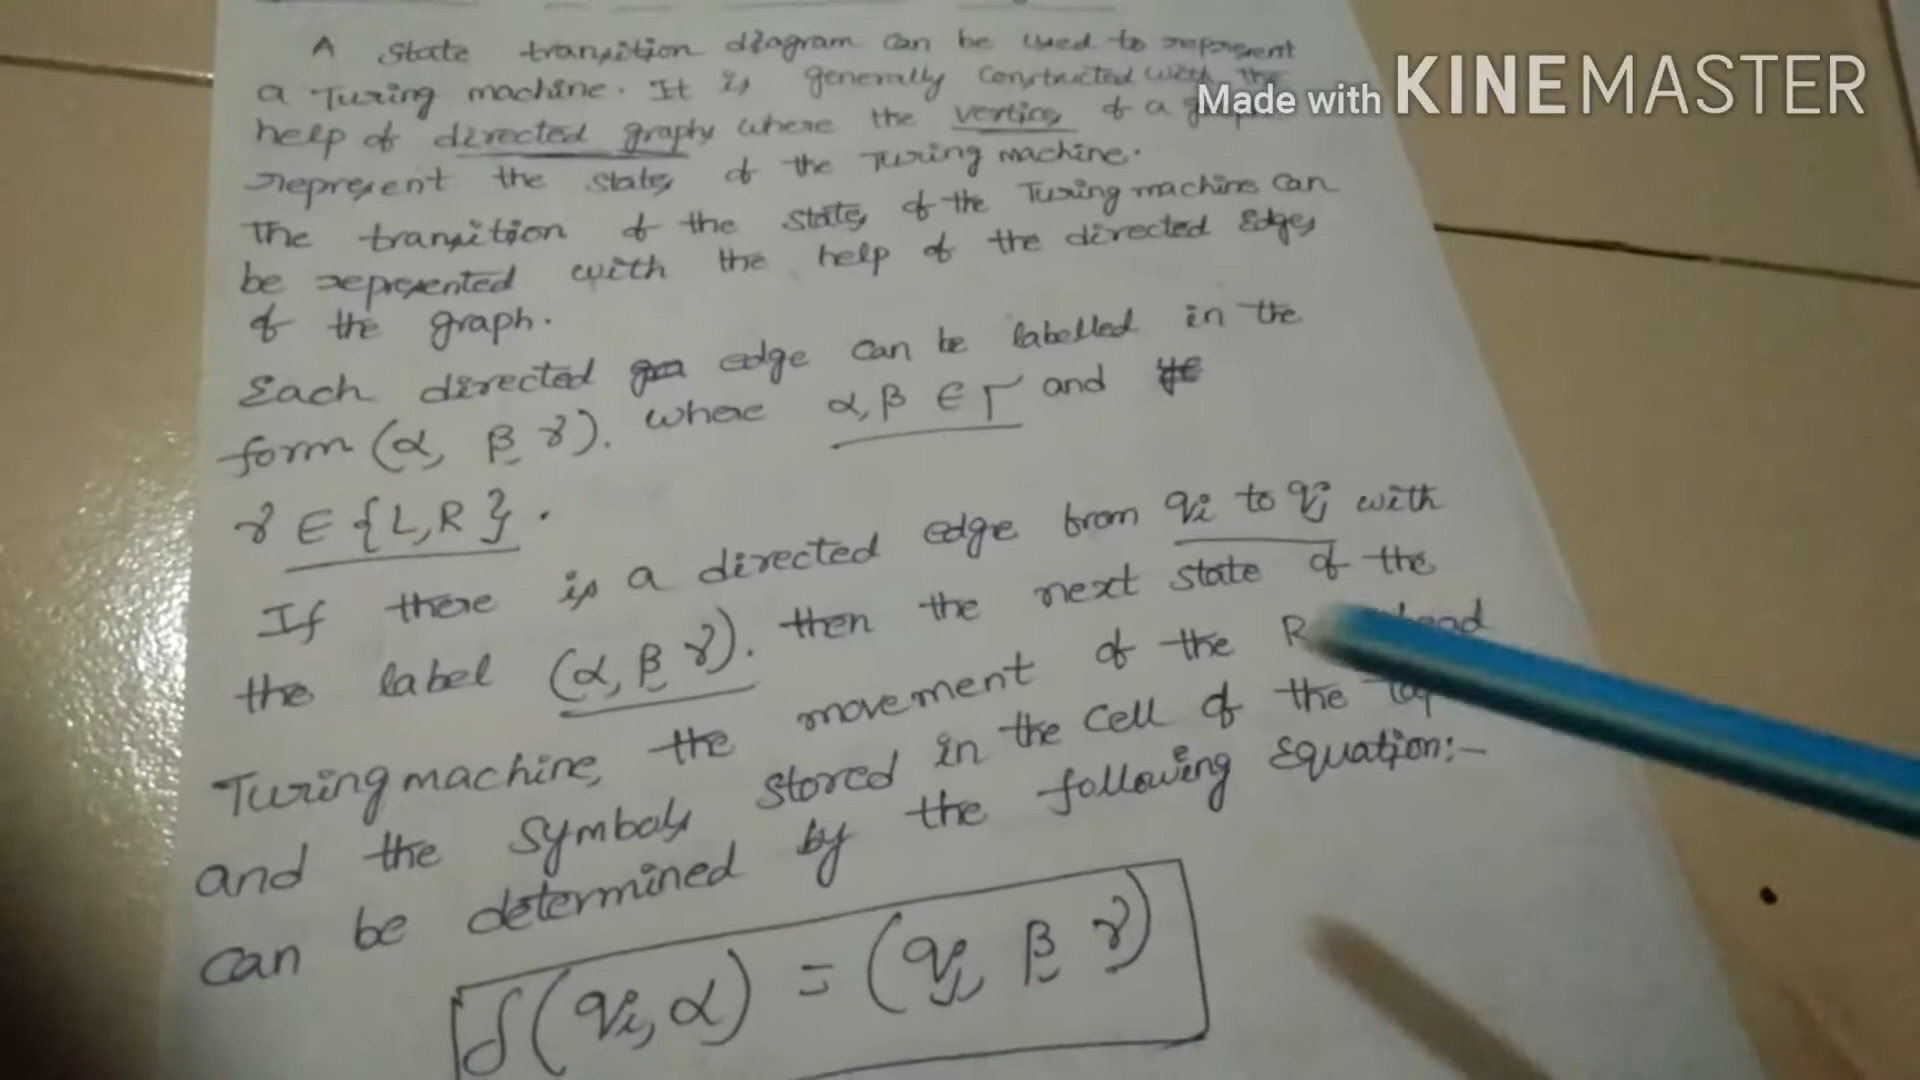 A state transition diagram can be used to represent
a Turing machine. It is generally constructed with the
help of directed graphs where the vertices of a
represent the states of the Turing machine.
The transition of the states of the Turing machine can
be represented with the help of the directed Edges
of the graph.
Each directed edge can be labelled in the
form (α, β γ). where α, β ∈ Γ and
γ ∈ {L, R}.
If there is a directed edge from qi to qj with
the label (α, β γ). then the next state of the
Turing machine, the movement of the head
and the symbols stored in the cell of the
can be determined by the following Equation:-
δ(qi, α) = (qj β γ)
Made with KINEMASTER